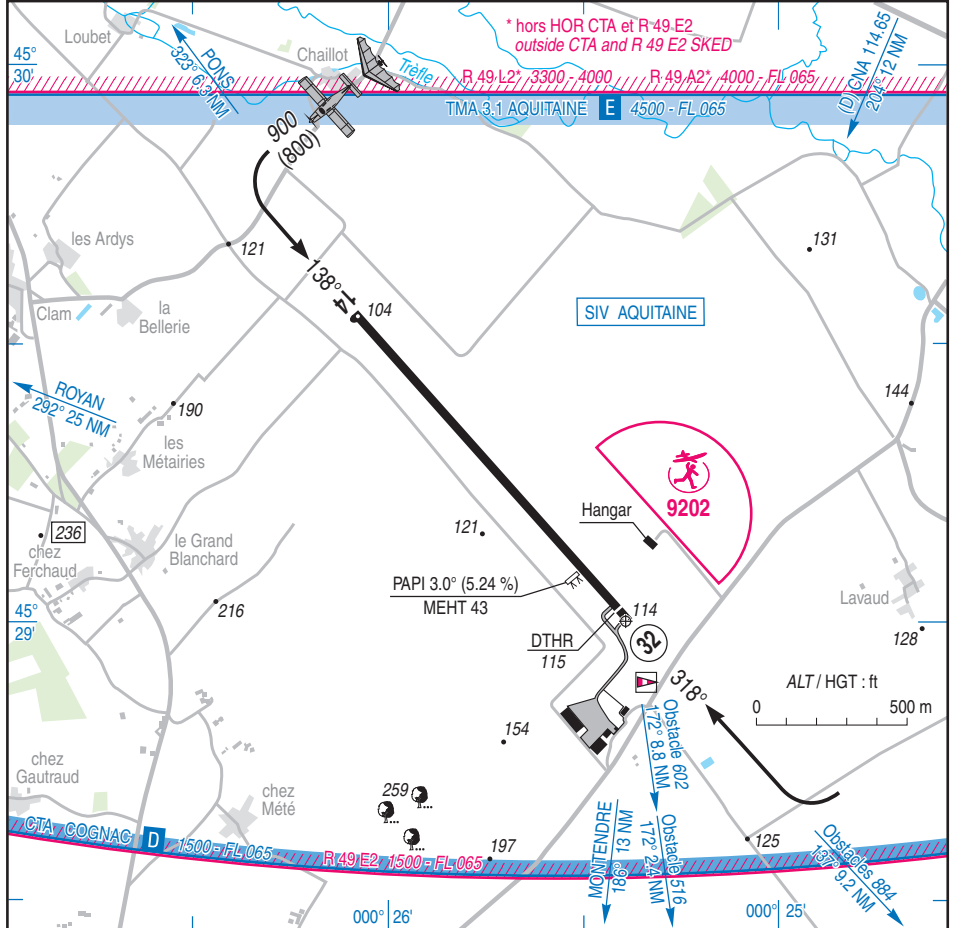 Loubet
45°
30'
PONS
323° 6.3 NM
Chaillot
Trèfle
* hors HOR CTA et R 49 E2
outside CTA and R 49 E2 SKED
(D) GNA 114.65
204° 12 NM
R 49 L2* 3300 - 4000
R 49 A2* 4000 - FL 065
TMA 3.1 AQUITAINE E 4500 - FL 065
900
(800)
les Ardys
121
131
138°
14
104
Clam
la
Bellerie
SIV AQUITAINE
ROYAN
292° 25 NM
190
144
les
Métairies
9202
Hangar
236
chez
Ferchaud
le Grand
Blanchard
121
PAPI 3.0° (5.24 %)
MEHT 43
216
Lavaud
45°
29'
114
DTHR
115
32
128
318°
ALT / HGT : ft
0 500 m
Obstacle 602
172° 8.8 NM
154
chez
Gautraud
chez
Mété
259
CTA COGNAC D 1500 - FL 065
R 49 E2 1500 - FL 065
197
MONTENDRE
186° 13 NM
Obstacle 516
172° 2.4 NM
125
Obstacles 884
137° 9.2 NM
000° 26'
000° 25'